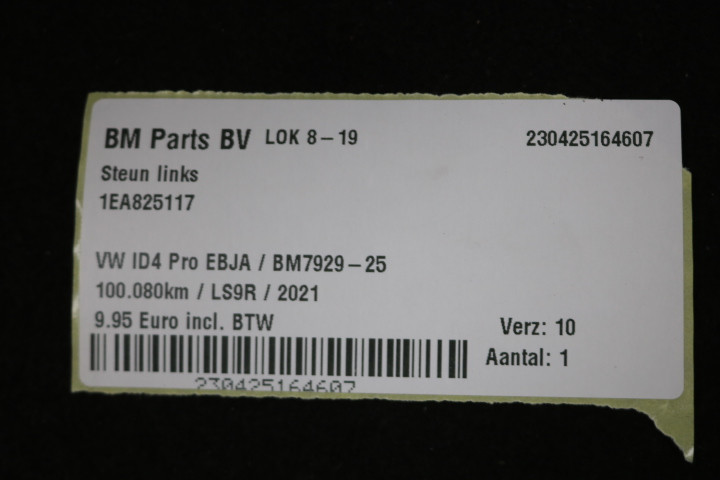 BM Parts BV LOK 8-19 230425164607
Steun links
1EA825117
VW ID4 Pro EBJA / BM7929-25
100.080km / LS9R / 2021
9.95 Euro incl. BTW
Verz: 10
Aantal: 1
230425164607